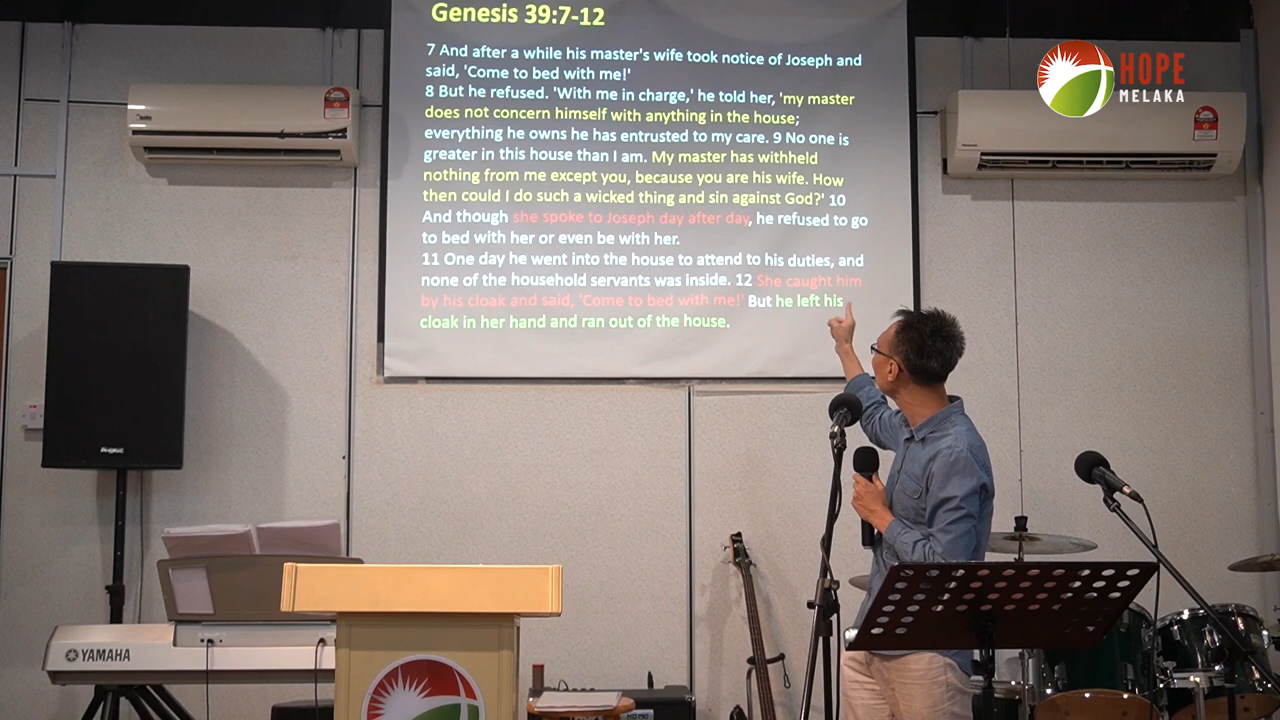 Genesis 39:7-12
7 And after a while his master's wife took notice of Joseph and
said, 'Come to bed with me!'
8 But he refused. 'With me in charge,' he told her, 'my master
does not concern himself with anything in the house;
everything he owns he has entrusted to my care. 9 No one is
greater in this house than I am. My master has withheld
nothing from me except you, because you are his wife. How
then could I do such a wicked thing and sin against God?' 10
And though she spoke to Joseph day after day, he refused to go
to bed with her or even be with her.
11 One day he went into the house to attend to his duties, and
none of the household servants was inside. 12 She caught him
by his cloak and said, 'Come to bed with me!' But he left his
cloak in her hand and ran out of the house.
HOPE
MELAKA
YAMAHA